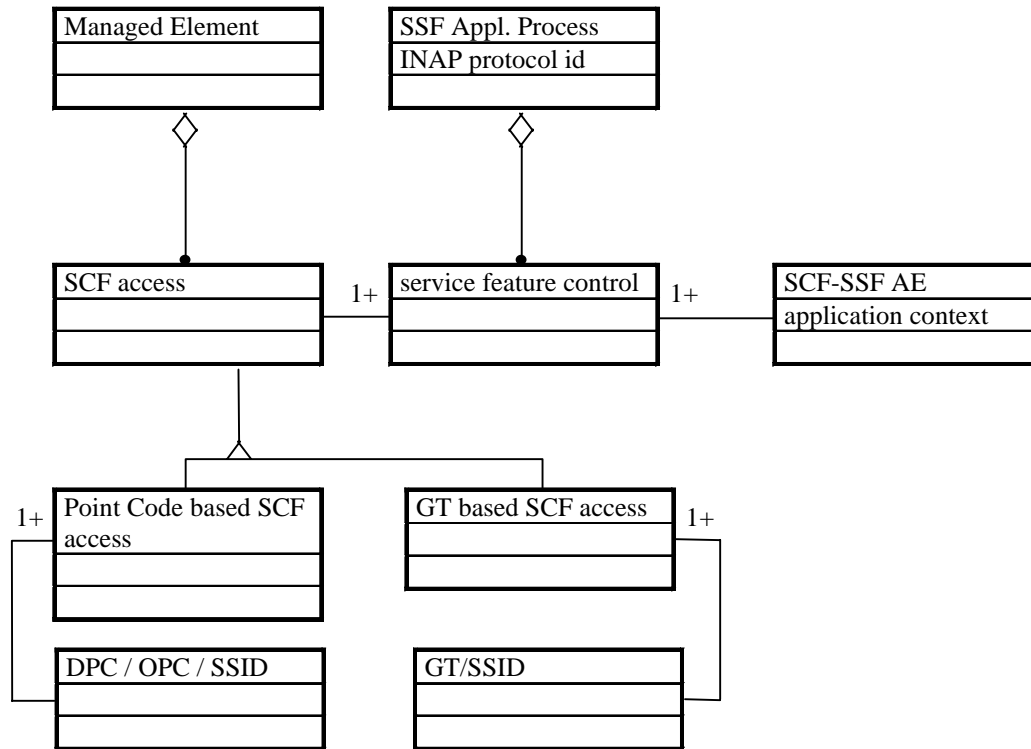 Managed Element
SSF Appl. Process
INAP protocol id
SCF access
1+
service feature control
1+
SCF-SSF AE
application context
1+
Point Code based SCF
access
GT based SCF access
1+
DPC / OPC / SSID
GT/SSID